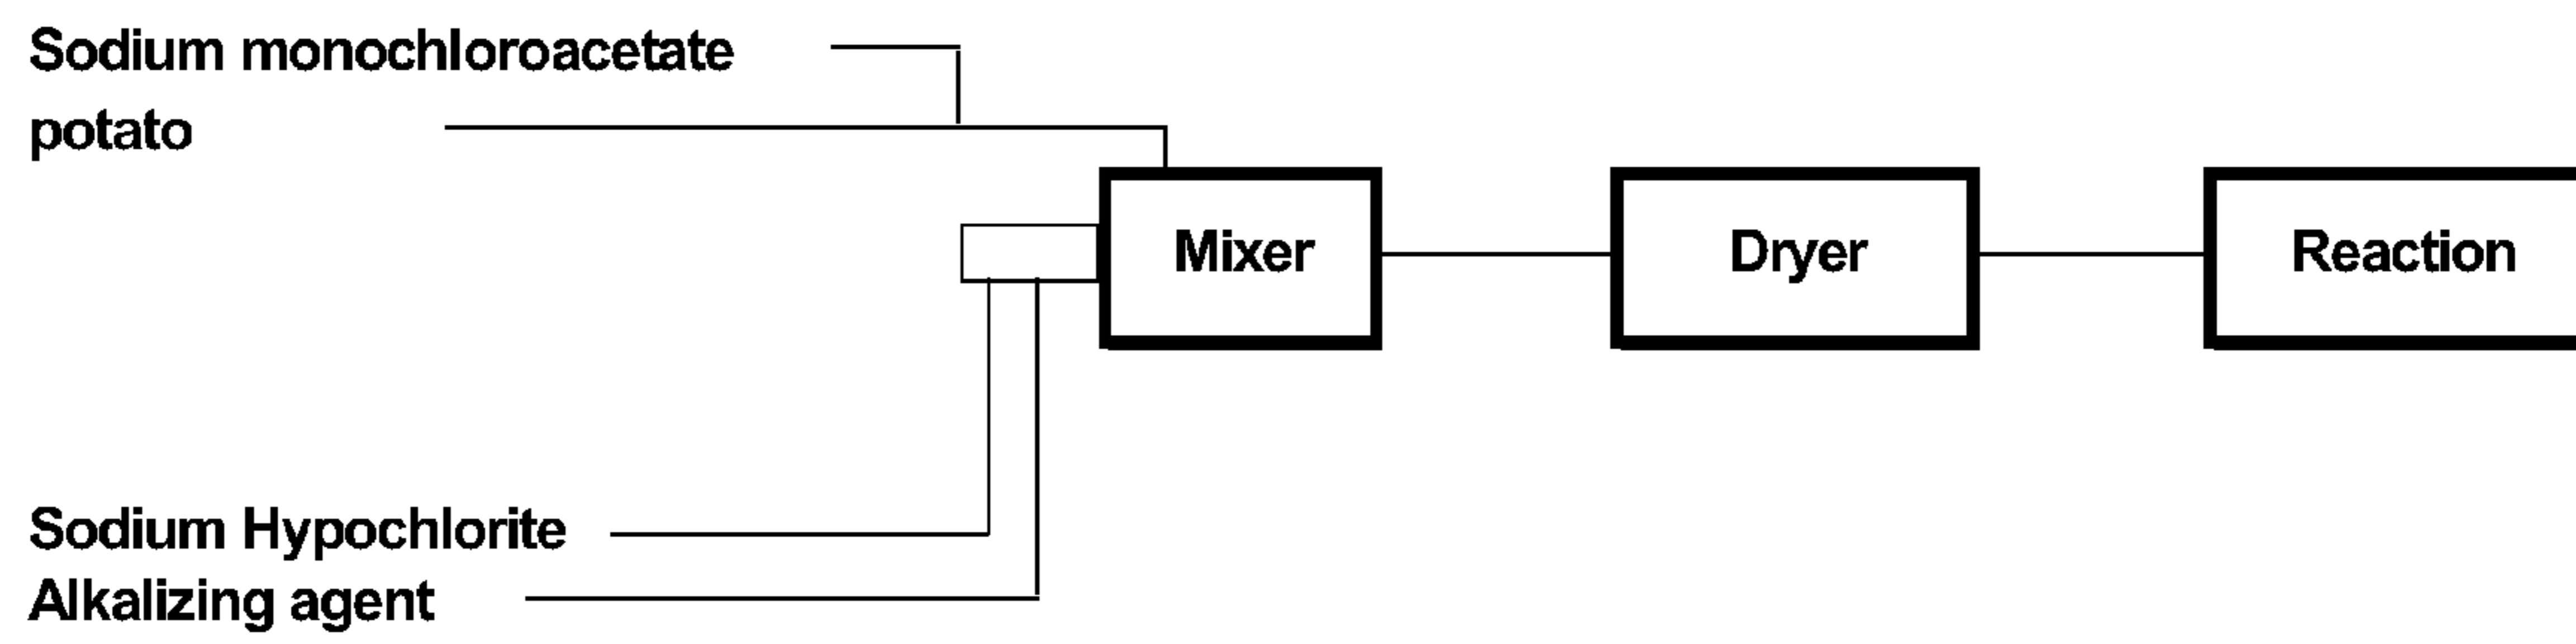 Sodium monochloroacetate
potato
Mixer
Dryer
Reaction
Sodium Hypochlorite
Alkalizing agent